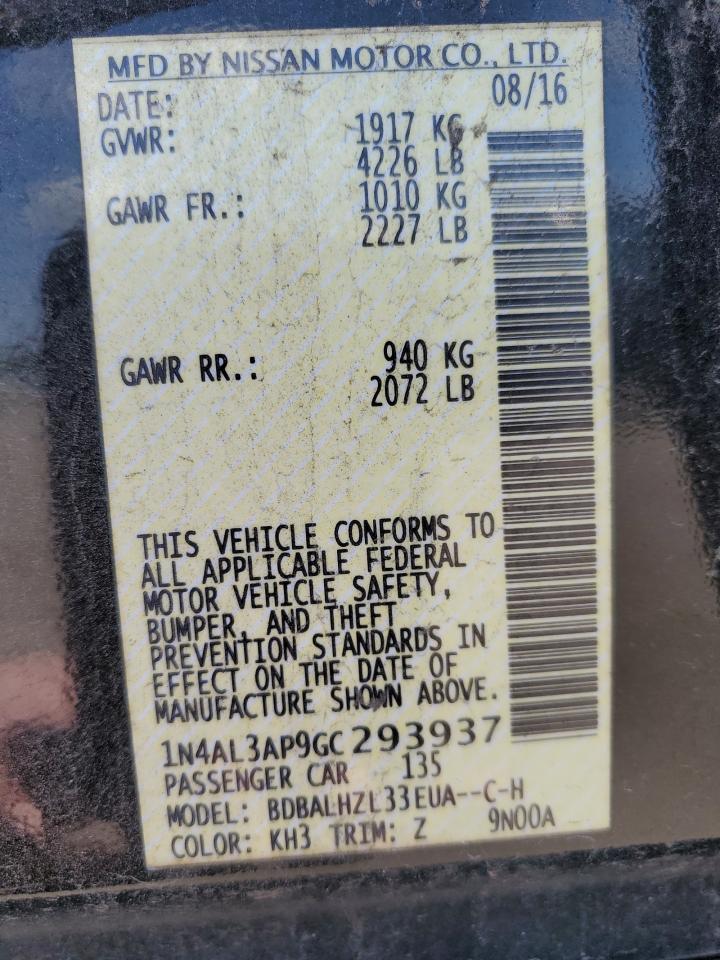 MFD BY NISSAN MOTOR CO., LTD.
DATE: 08/16
GVWR: 1917 KG
4226 LB
GAWR FR.: 1010 KG
2227 LB
GAWR RR.: 940 KG
2072 LB
THIS VEHICLE CONFORMS TO
ALL APPLICABLE FEDERAL
MOTOR VEHICLE SAFETY,
BUMPER, AND THEFT
PREVENTION STANDARDS IN
EFFECT ON THE DATE OF
MANUFACTURE SHOWN ABOVE.
1N4AL3AP9GC293937
PASSENGER CAR 135
MODEL: BDBALHZL33EUA--C-H
COLOR: KH3 TRIM: Z 9N00A